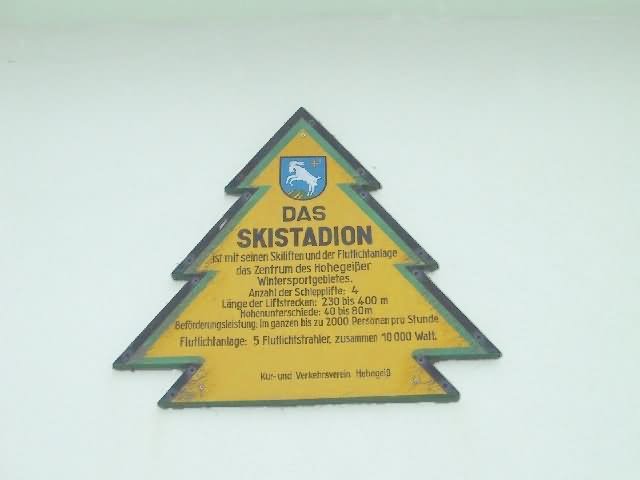 DAS
SKISTADION
ist mit seinen Skiliften und der Flutlichtanlage
das Zentrum des Hohegeißer
Wintersportgebietes.
Anzahl der Schlepplifte: 4
Länge der Liftstrecken: 230 bis 400 m
Höhenunterschiede: 40 bis 80m
Beförderungsleistung: im ganzen bis zu 2000 Personen pro Stunde
Flutlichtanlage: 5 Flutlichtstrahler, zusammen 10 000 Watt.
Kur- und Verkehrsverein Hohegeiß